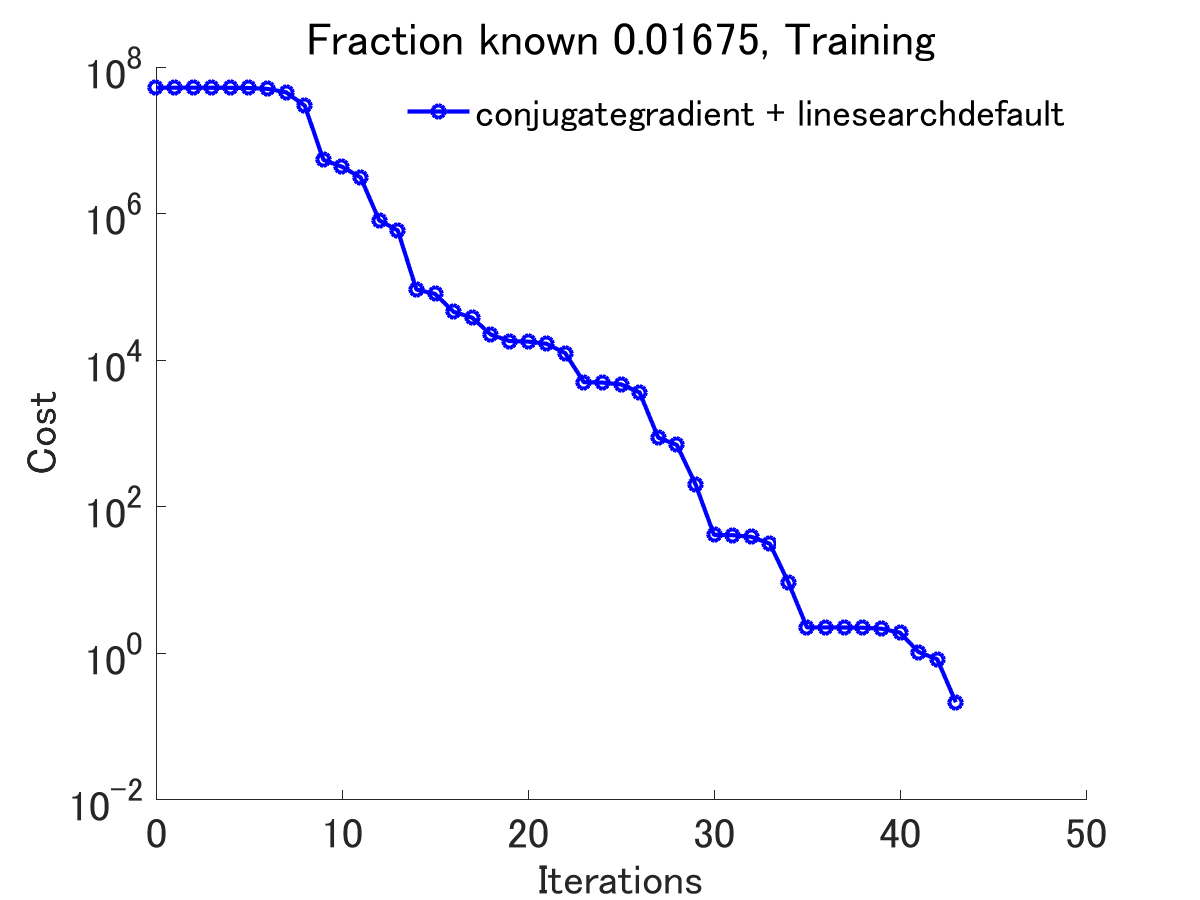 Fraction known 0.01675, Training
conjugategradient + linesearchdefault
10^8
10^6
10^4
10^2
10^0
10^-2
Cost
0 10 20 30 40 50
Iterations